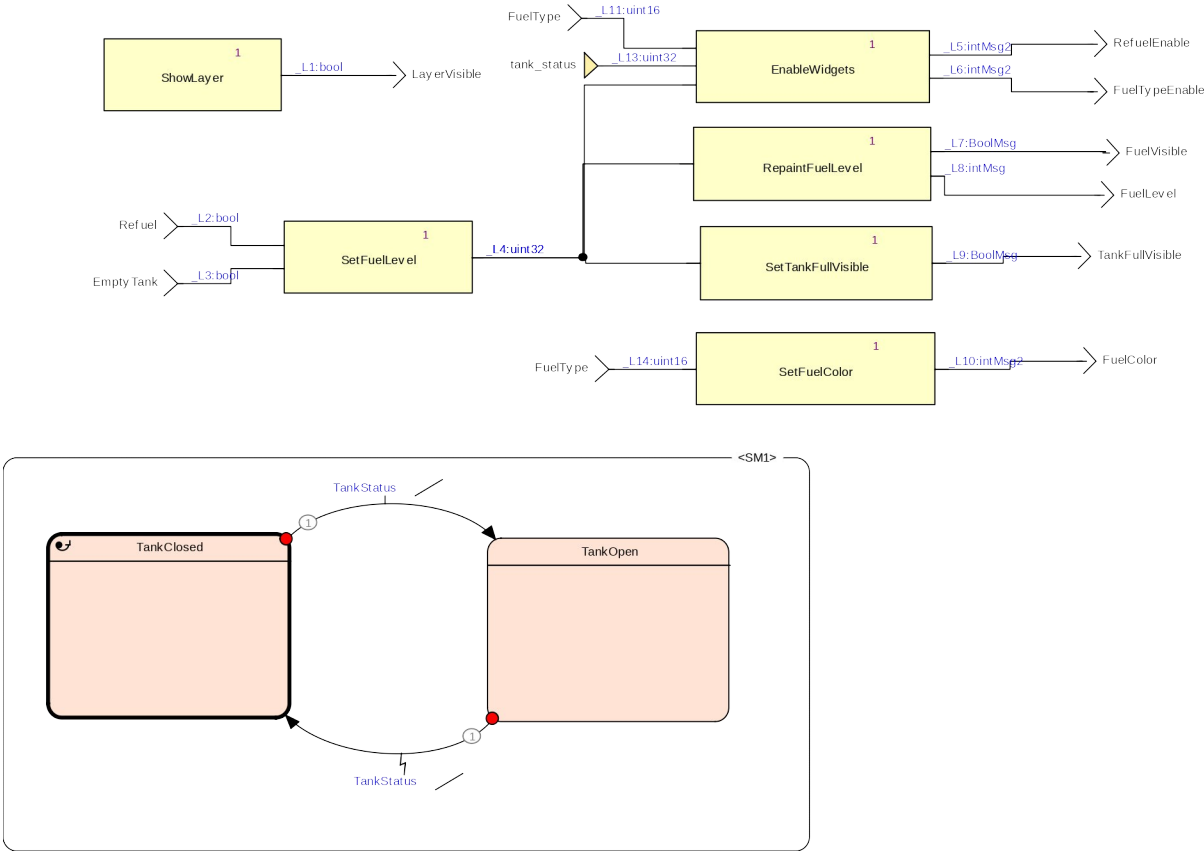 FuelType
_L11:uint16
1
EnableWidgets
_L5:intMsg2
RefuelEnable
1
ShowLayer
_L1:bool
LayerVisible
tank_status
_L13:uint32
_L6:intMsg2
FuelTypeEnable
1
RepaintFuelLevel
_L7:BoolMsg
FuelVisible
_L8:intMsg
FuelLevel
Refuel
_L2:bool
1
SetFuelLevel
_L4:uint32
EmptyTank
_L3:bool
1
SetTankFullVisible
_L9:BoolMsg
TankFullVisible
FuelType
_L14:uint16
1
SetFuelColor
_L10:intMsg2
FuelColor
<SM1>
TankStatus
1
TankClosed
TankOpen
1
TankStatus